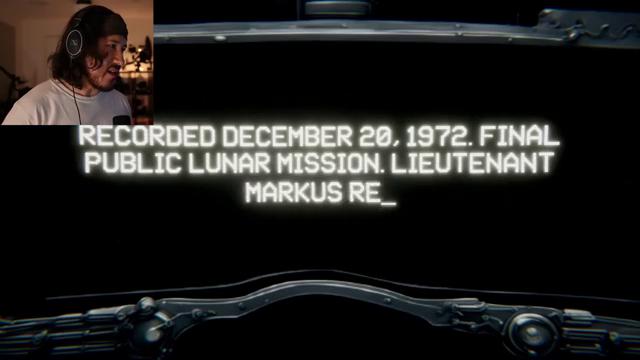 RECORDED DECEMBER 20, 1972. FINAL
PUBLIC LUNAR MISSION. LIEUTENANT
MARKUS RE_